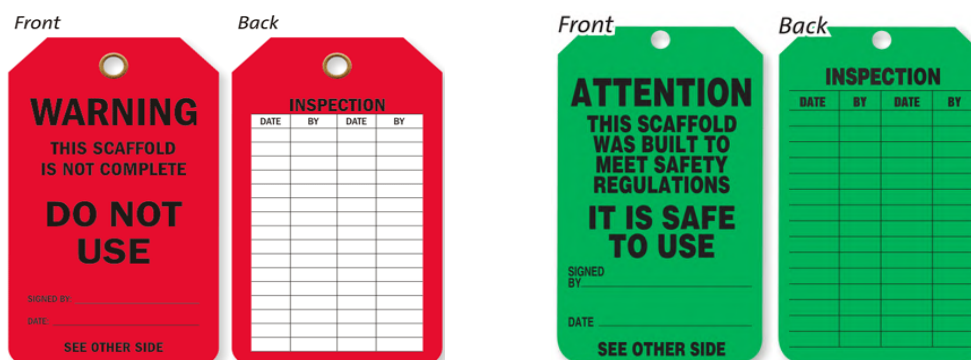 Front
WARNING
THIS SCAFFOLD
IS NOT COMPLETE
DO NOT
USE
SIGNED BY
DATE
SEE OTHER SIDE
Back
INSPECTION
DATE BY DATE BY
Front
ATTENTION
THIS SCAFFOLD
WAS BUILT TO
MEET SAFETY
REGULATIONS
IT IS SAFE
TO USE
SIGNED
BY
DATE
SEE OTHER SIDE
Back
INSPECTION
DATE BY DATE BY